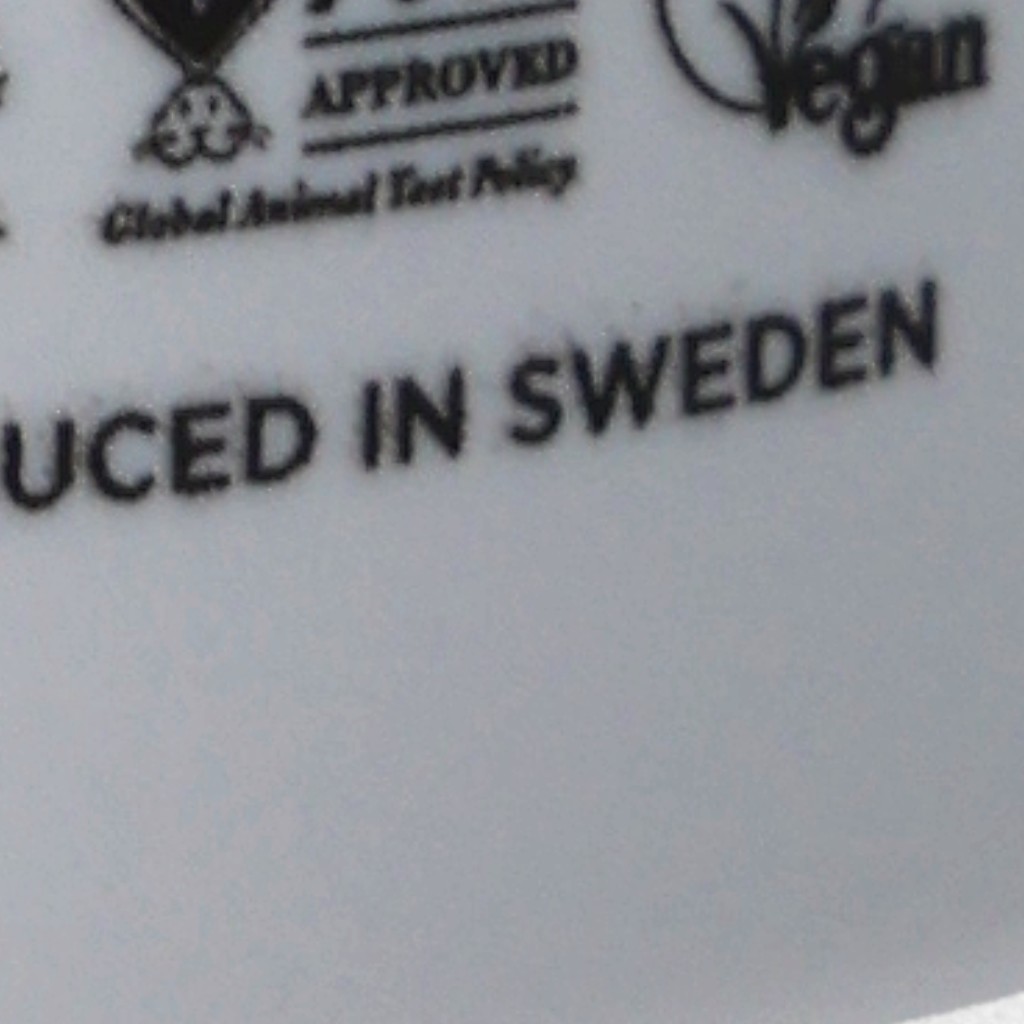 APPROVED
Global Animal Test Policy
Vegan
UCED IN SWEDEN